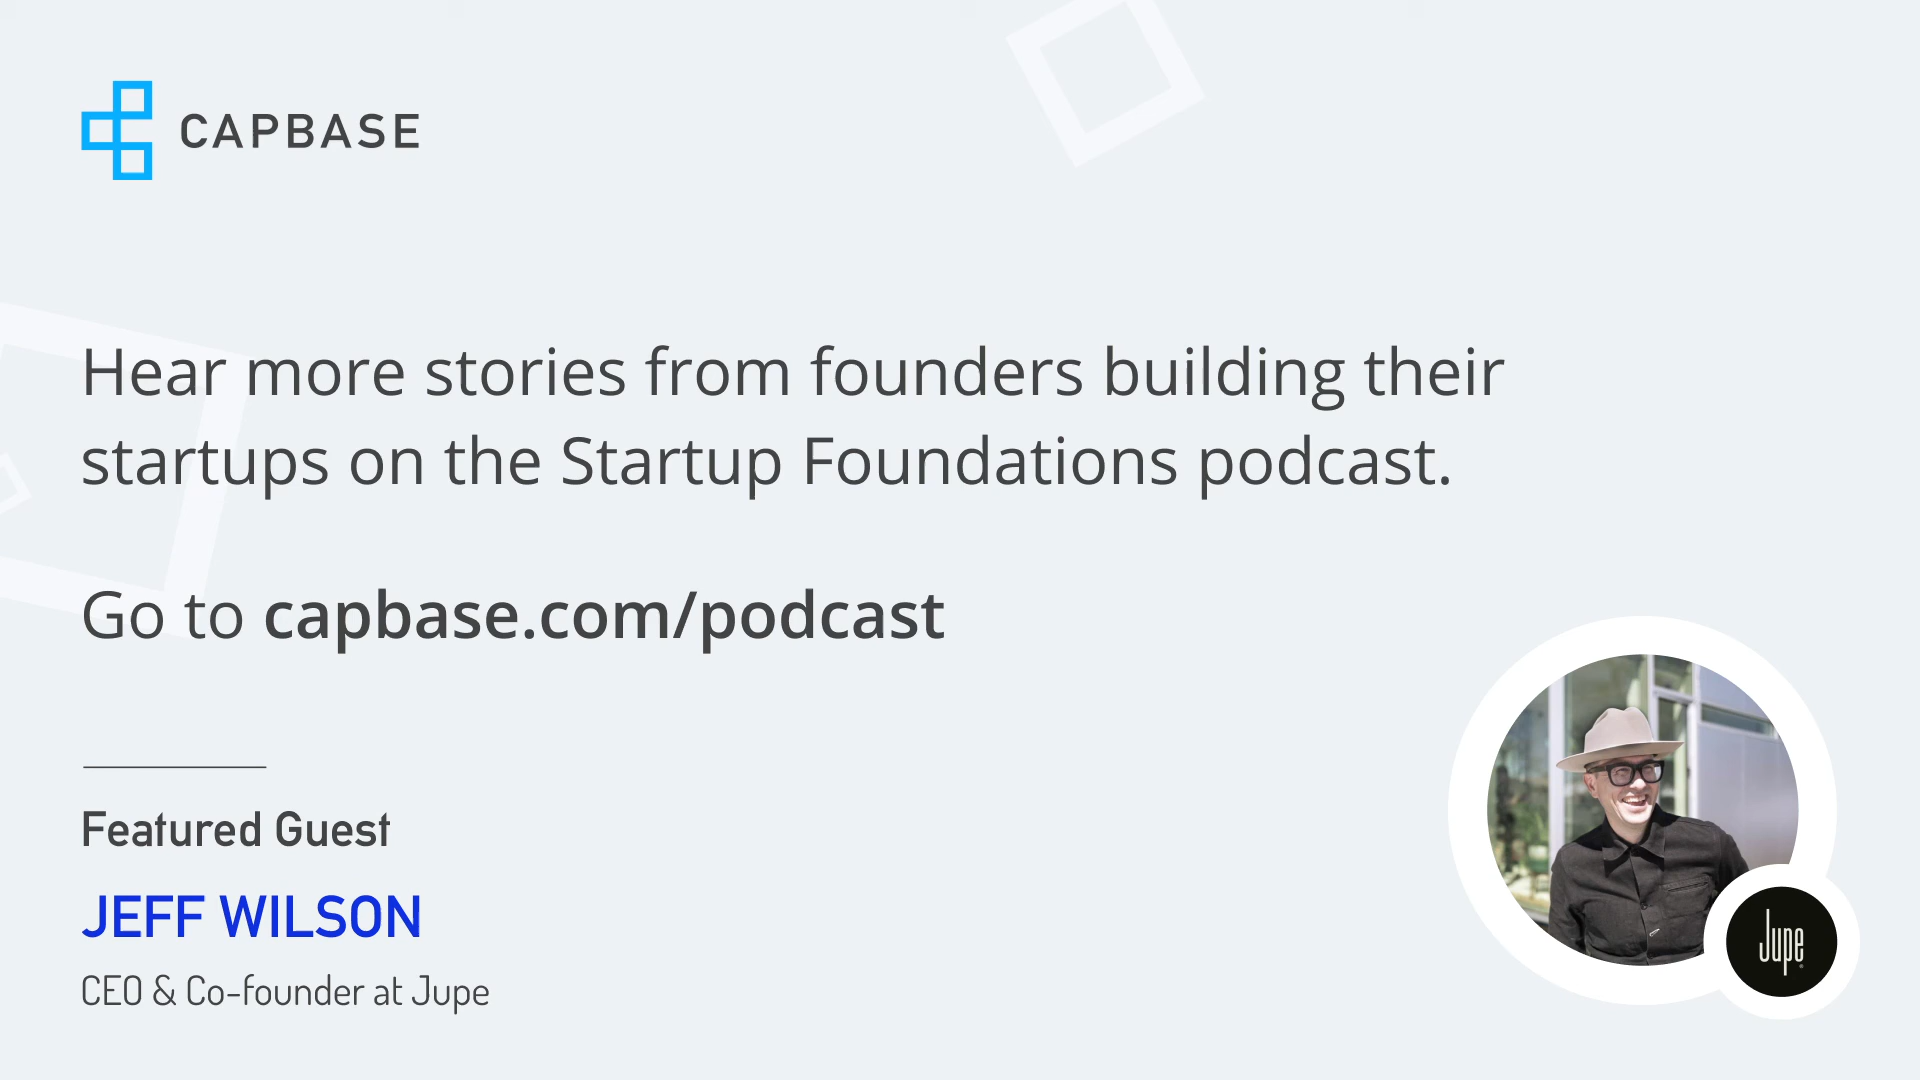 CAPBASE
Hear more stories from founders building their
startups on the Startup Foundations podcast.
Go to capbase.com/podcast
Featured Guest
JEFF WILSON
CEO & Co-founder at Jupe
Jupe